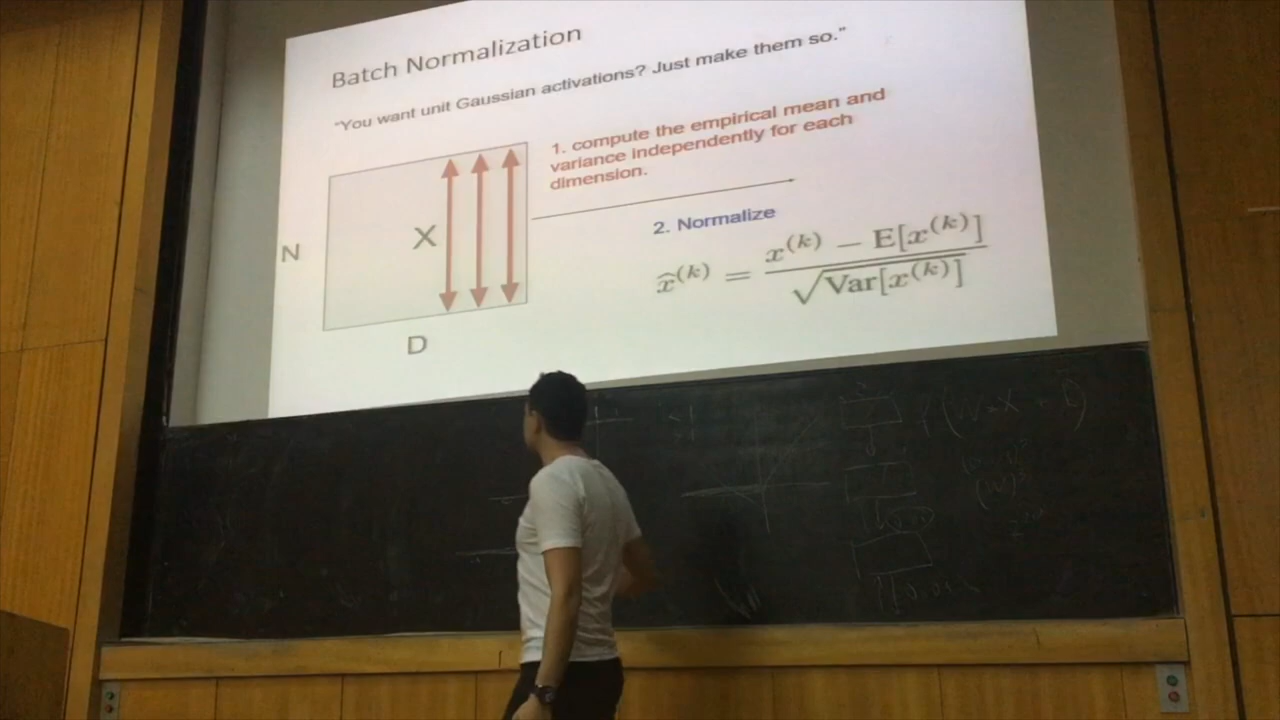 Batch Normalization
"You want unit Gaussian activations? Just make them so."
1. compute the empirical mean and
variance independently for each
dimension.
X
N
D
2. Normalize
x̂^(k) = (x^(k) − E[x^(k)]) / √Var[x^(k)]